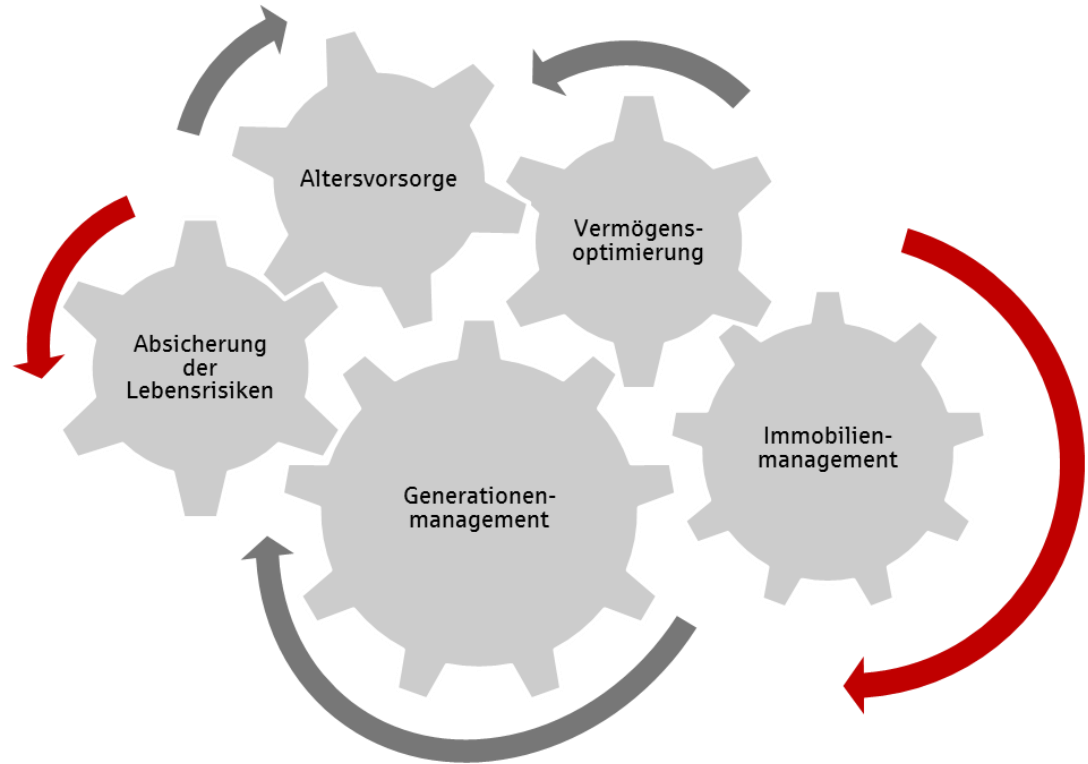 Altersvorsorge
Vermögens-
optimierung
Absicherung
der
Lebensrisiken
Immobilien-
management
Generationen-
management